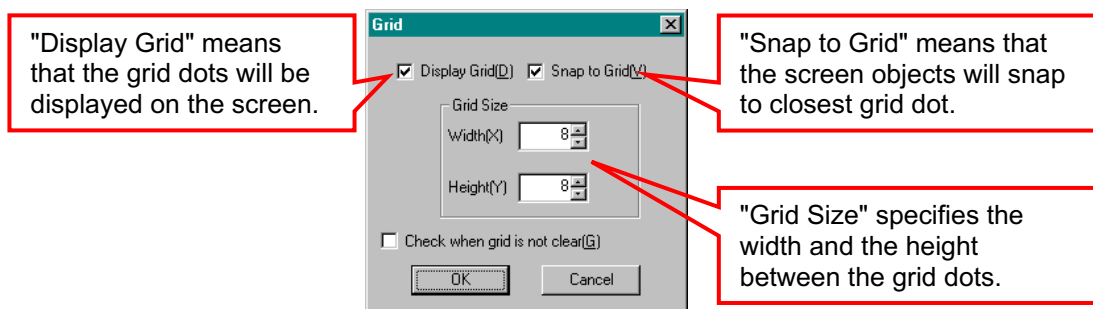 "Display Grid" means
that the grid dots will be
displayed on the screen.
Grid
Display Grid(D) Snap to Grid(V)
Grid Size
Width(X) 8
Height(Y) 8
Check when grid is not clear(G)
OK Cancel
"Snap to Grid" means that
the screen objects will snap
to closest grid dot.
"Grid Size" specifies the
width and the height
between the grid dots.